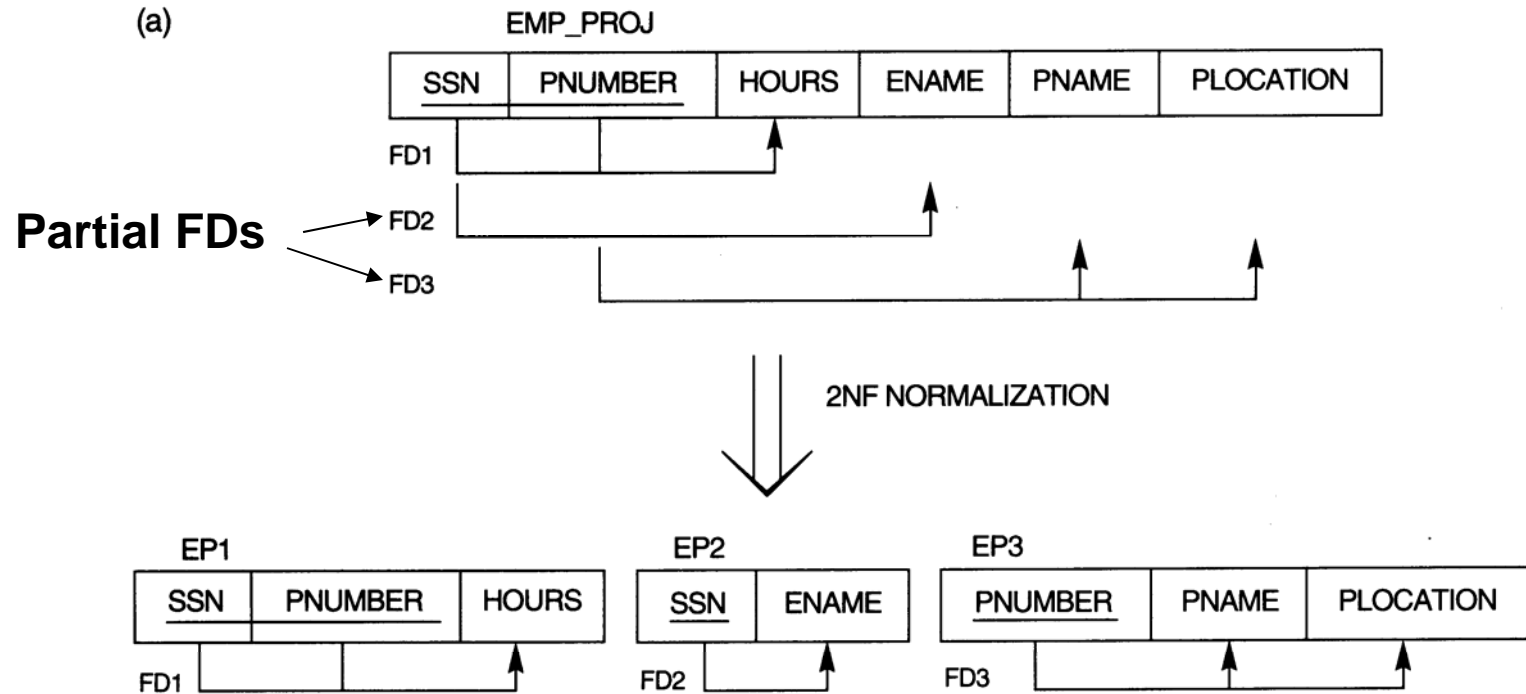 (a)
EMP_PROJ
SSN PNUMBER HOURS ENAME PNAME PLOCATION
FD1
Partial FDs
FD2
FD3
2NF NORMALIZATION
EP1 EP2 EP3
SSN PNUMBER HOURS SSN ENAME PNUMBER PNAME PLOCATION
FD1 FD2 FD3